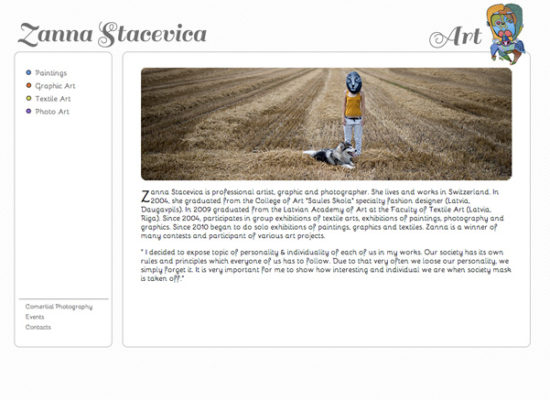 Zanna Stacevica
Art
Paintings
Graphic Art
Textile Art
Photo Art
Zanna Stacevica is professional artist, graphic and photographer. She lives and works in Switzerland. In
2004, she graduated from the College of Art "Saules Skola" specialty fashion designer (Latvia,
Daugavpils). In 2009 graduated from the Latvian Academy of Art at the Faculty of Textile Art (Latvia,
Riga). Since 2004, participates in group exhibitions of textile arts, exhibitions of paintings, photography and
graphics. Since 2010 began to do solo exhibitions of paintings, graphics and textiles. Zanna is a winner of
many contests and participant of various art projects.
" I decided to expose topic of personality & individuality of each of us in my works. Our society has its own
rules and principles which everyone of us has to follow. Due to that very often we loose our personality, we
simply forget it. It is very important for me to show how interesting and individual we are when society mask
is taken off."
Comertial Photography
Events
Contacts